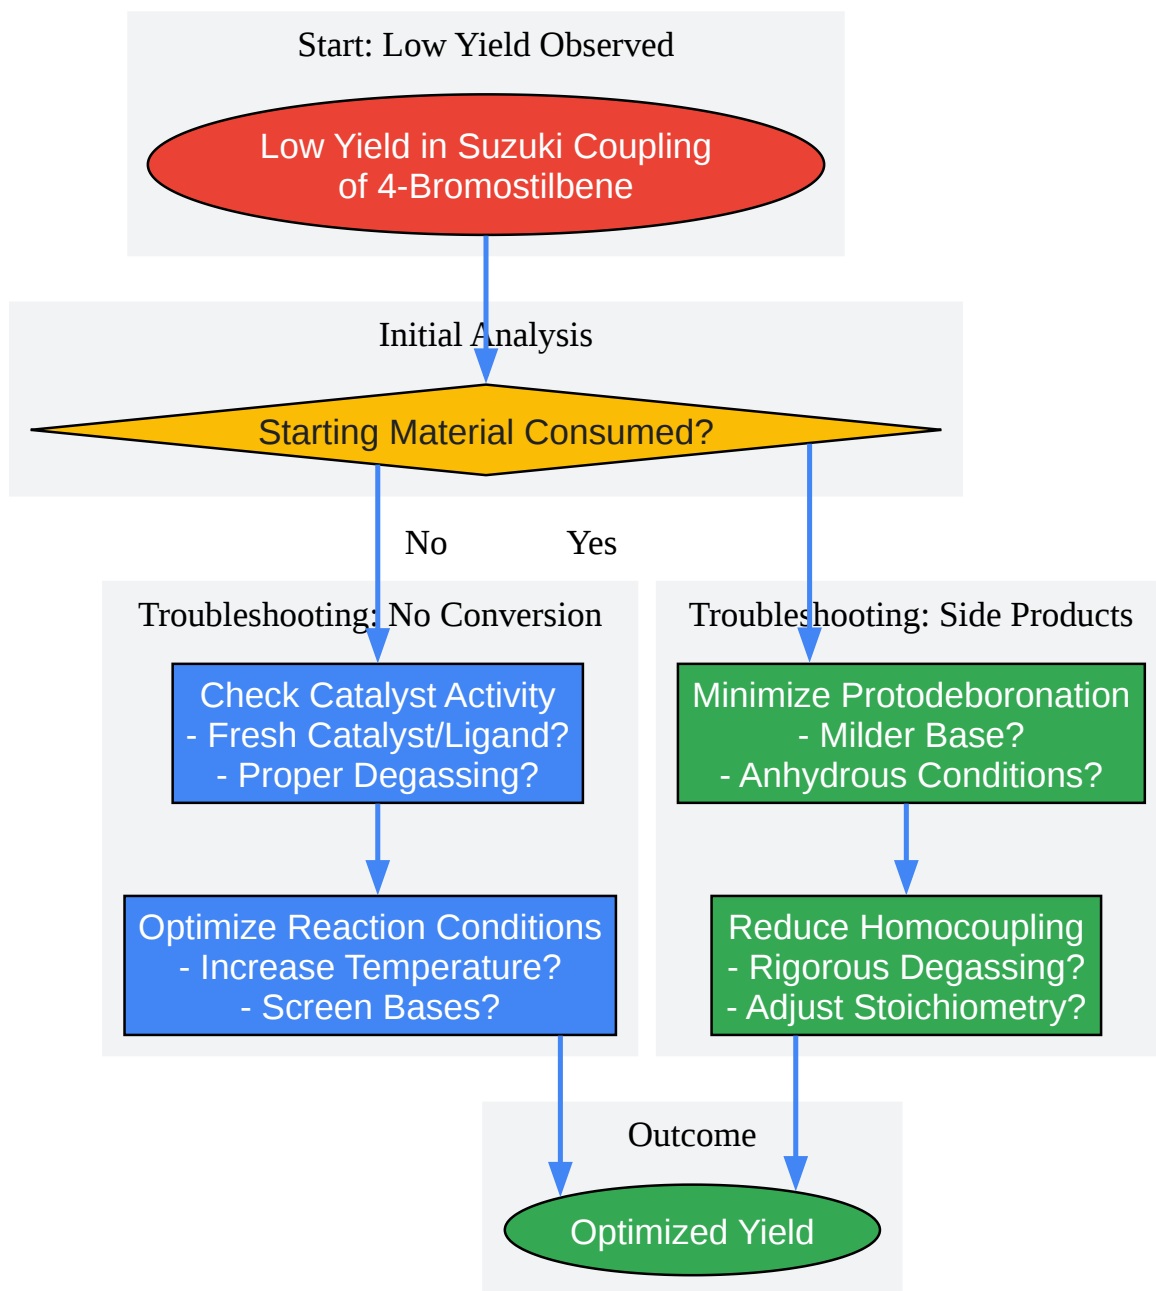 Start: Low Yield Observed
Low Yield in Suzuki Coupling
of 4-Bromostilbene
Initial Analysis
Starting Material Consumed?
No
Yes
Troubleshooting: No Conversion
Check Catalyst Activity
- Fresh Catalyst/Ligand?
- Proper Degassing?
Optimize Reaction Conditions
- Increase Temperature?
- Screen Bases?
Troubleshooting: Side Products
Minimize Protodeboronation
- Milder Base?
- Anhydrous Conditions?
Reduce Homocoupling
- Rigorous Degassing?
- Adjust Stoichiometry?
Outcome
Optimized Yield